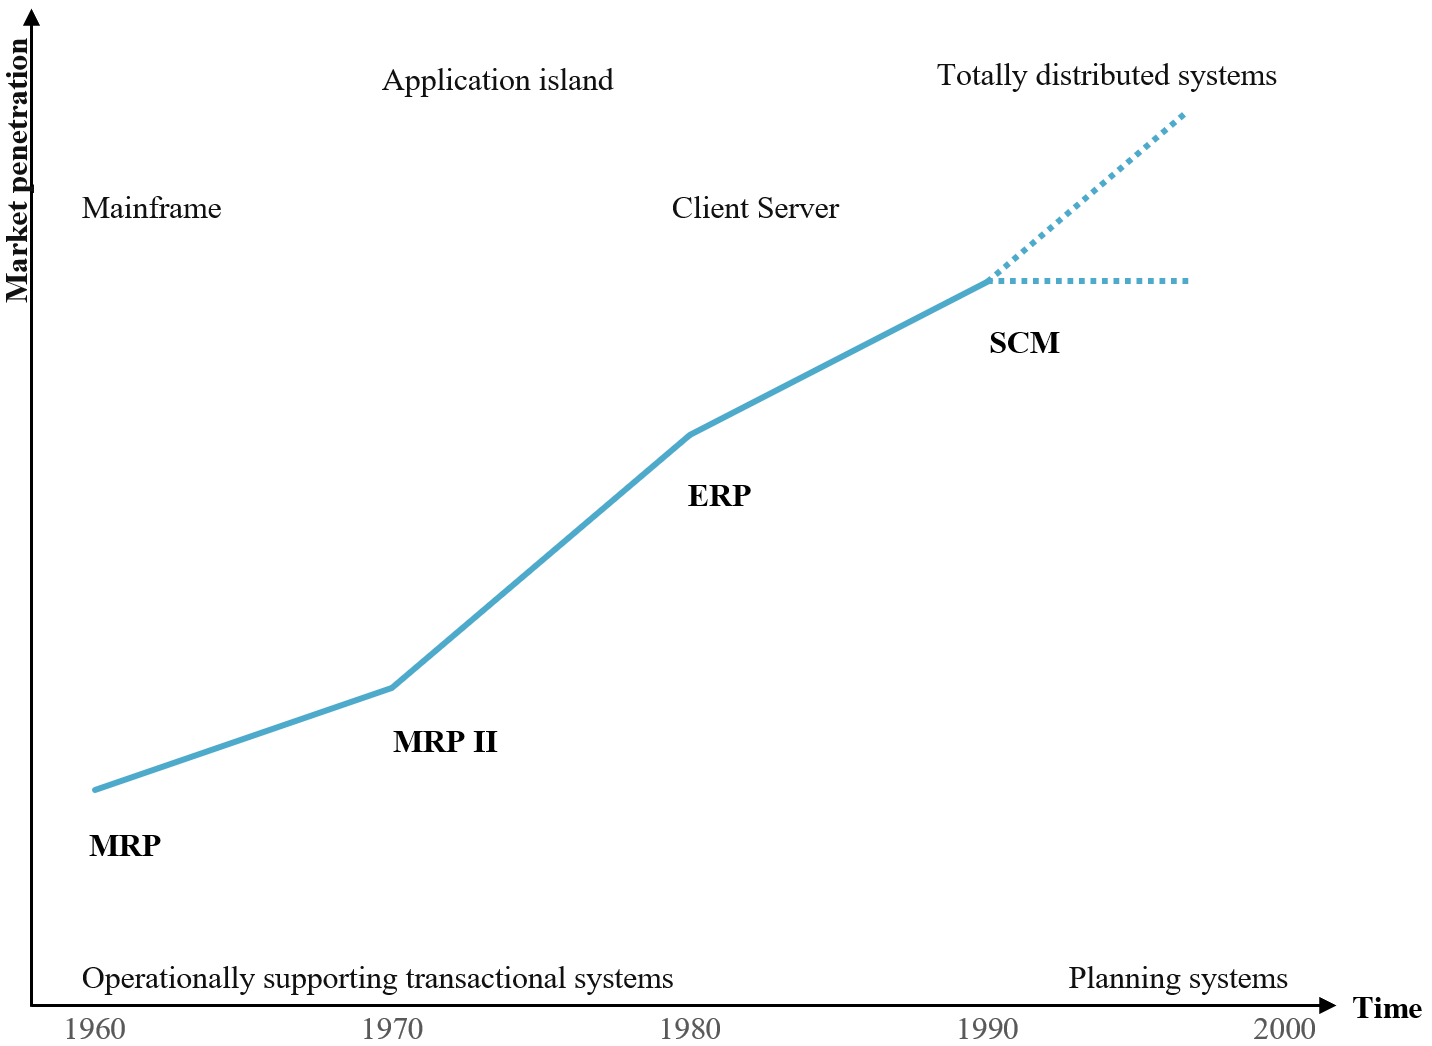 Market penetration
Application island
Totally distributed systems
Mainframe
Client Server
SCM
ERP
MRP II
MRP
Operationally supporting transactional systems
Planning systems
Time
1960
1970
1980
1990
2000